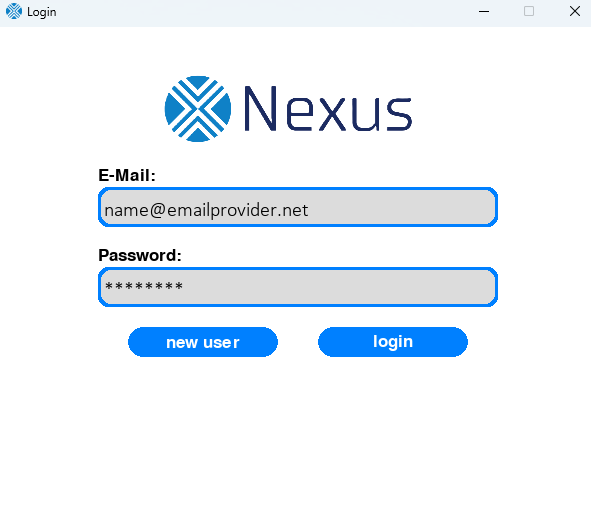 Login
Nexus
E-Mail:
name@emailprovider.net
Password:
********
new user login